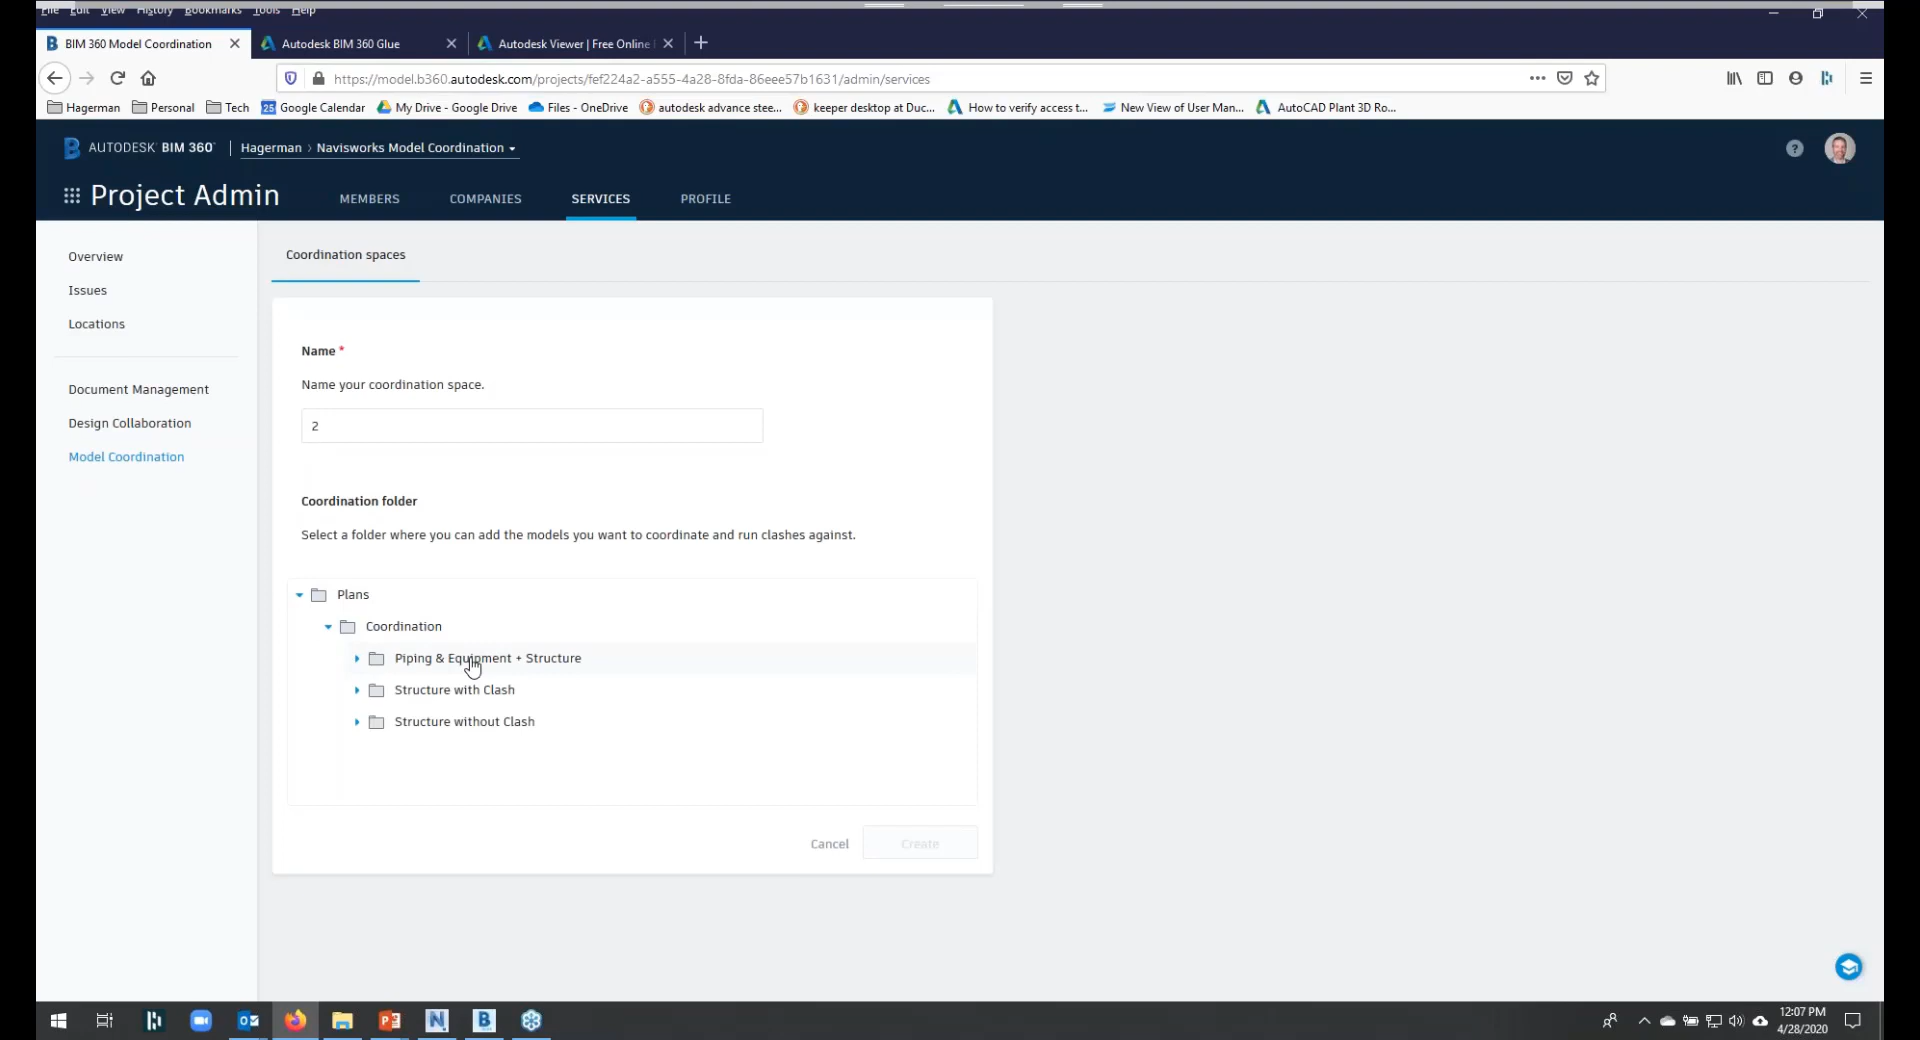 File Edit View History Bookmarks Tools Help
BIM 360 Model Coordination
Autodesk BIM 360 Glue
Autodesk Viewer | Free Online
https://model.b360.autodesk.com/projects/fef224a2-a555-4a28-8fda-86eee57b1631/admin/services
Hagerman Personal Tech Google Calendar My Drive - Google Drive Files - OneDrive autodesk advance stee... keeper desktop at Duc... How to verify access t... New View of User Man... AutoCAD Plant 3D Ro...
AUTODESK BIM 360 Hagerman › Navisworks Model Coordination
Project Admin MEMBERS COMPANIES SERVICES PROFILE
Overview
Issues
Locations
Document Management
Design Collaboration
Model Coordination
Coordination spaces
Name *
Name your coordination space.
2
Coordination folder
Select a folder where you can add the models you want to coordinate and run clashes against.
Plans
Coordination
Piping & Equipment + Structure
Structure with Clash
Structure without Clash
Cancel Create
12:07 PM
4/28/2020